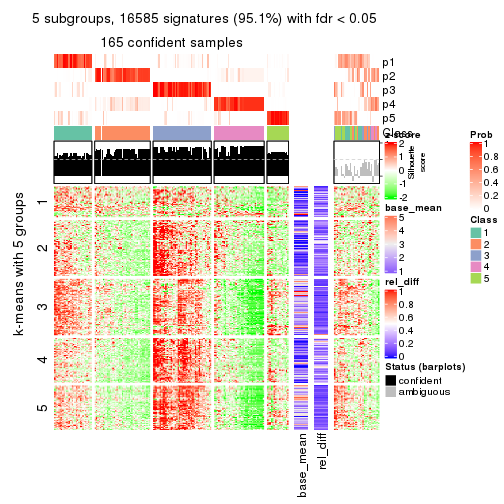 5 subgroups, 16585 signatures (95.1%) with fdr < 0.05
165 confident samples
p1
p2
p3
p4
p5
Class
z-score
2
1
0
-1
-2
Silhouette
score
Prob
1
0.8
0.6
0.4
0.2
0
base_mean
5
4
3
2
1
Class
1
2
3
4
5
rel_diff
1
0.8
0.6
0.4
0.2
0
Status (barplots)
confident
ambiguous
k-means with 5 groups
1
2
3
4
5
base_mean
rel_diff